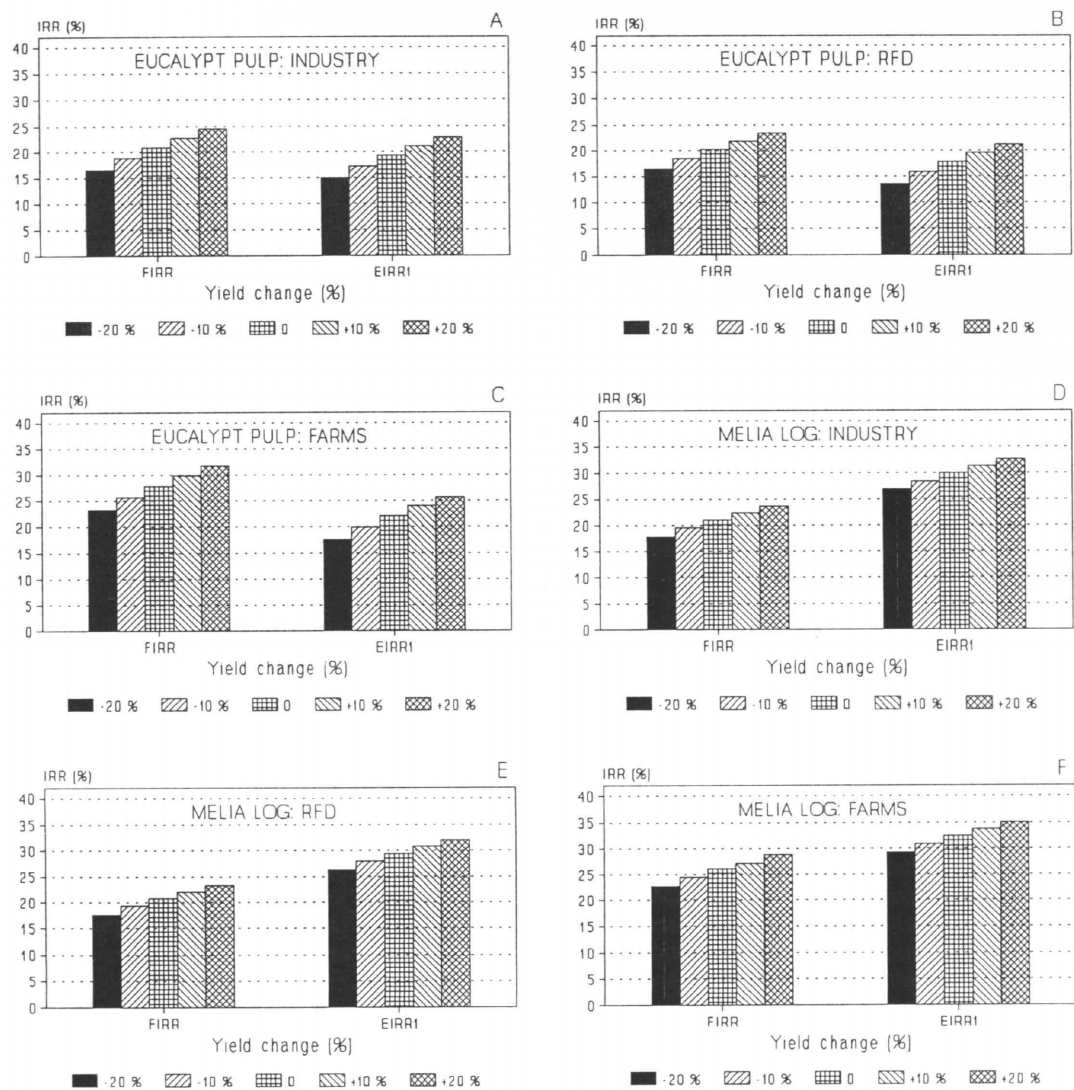 IRR (%) A
EUCALYPT PULP: INDUSTRY
40
35
30
25
20
15
10
5
0
FIRR EIRR1
Yield change (%)
-20 % -10 % 0 +10 % +20 %
IRR (%) B
EUCALYPT PULP: RFD
40
35
30
25
20
15
10
5
0
FIRR EIRR1
Yield change (%)
-20 % -10 % 0 +10 % +20 %
IRR (%) C
EUCALYPT PULP: FARMS
40
35
30
25
20
15
10
5
0
FIRR EIRR1
Yield change (%)
-20 % -10 % 0 +10 % +20 %
IRR (%) D
MELIA LOG: INDUSTRY
40
35
30
25
20
15
10
5
0
FIRR EIRR1
Yield change (%)
-20 % -10 % 0 +10 % +20 %
IRR (%) E
MELIA LOG: RFD
40
35
30
25
20
15
10
5
0
FIRR EIRR1
Yield change (%)
-20 % -10 % 0 +10 % +20 %
IRR (%) F
MELIA LOG: FARMS
40
35
30
25
20
15
10
5
0
FIRR EIRR1
Yield change (%)
-20 % -10 % 0 +10 % +20 %